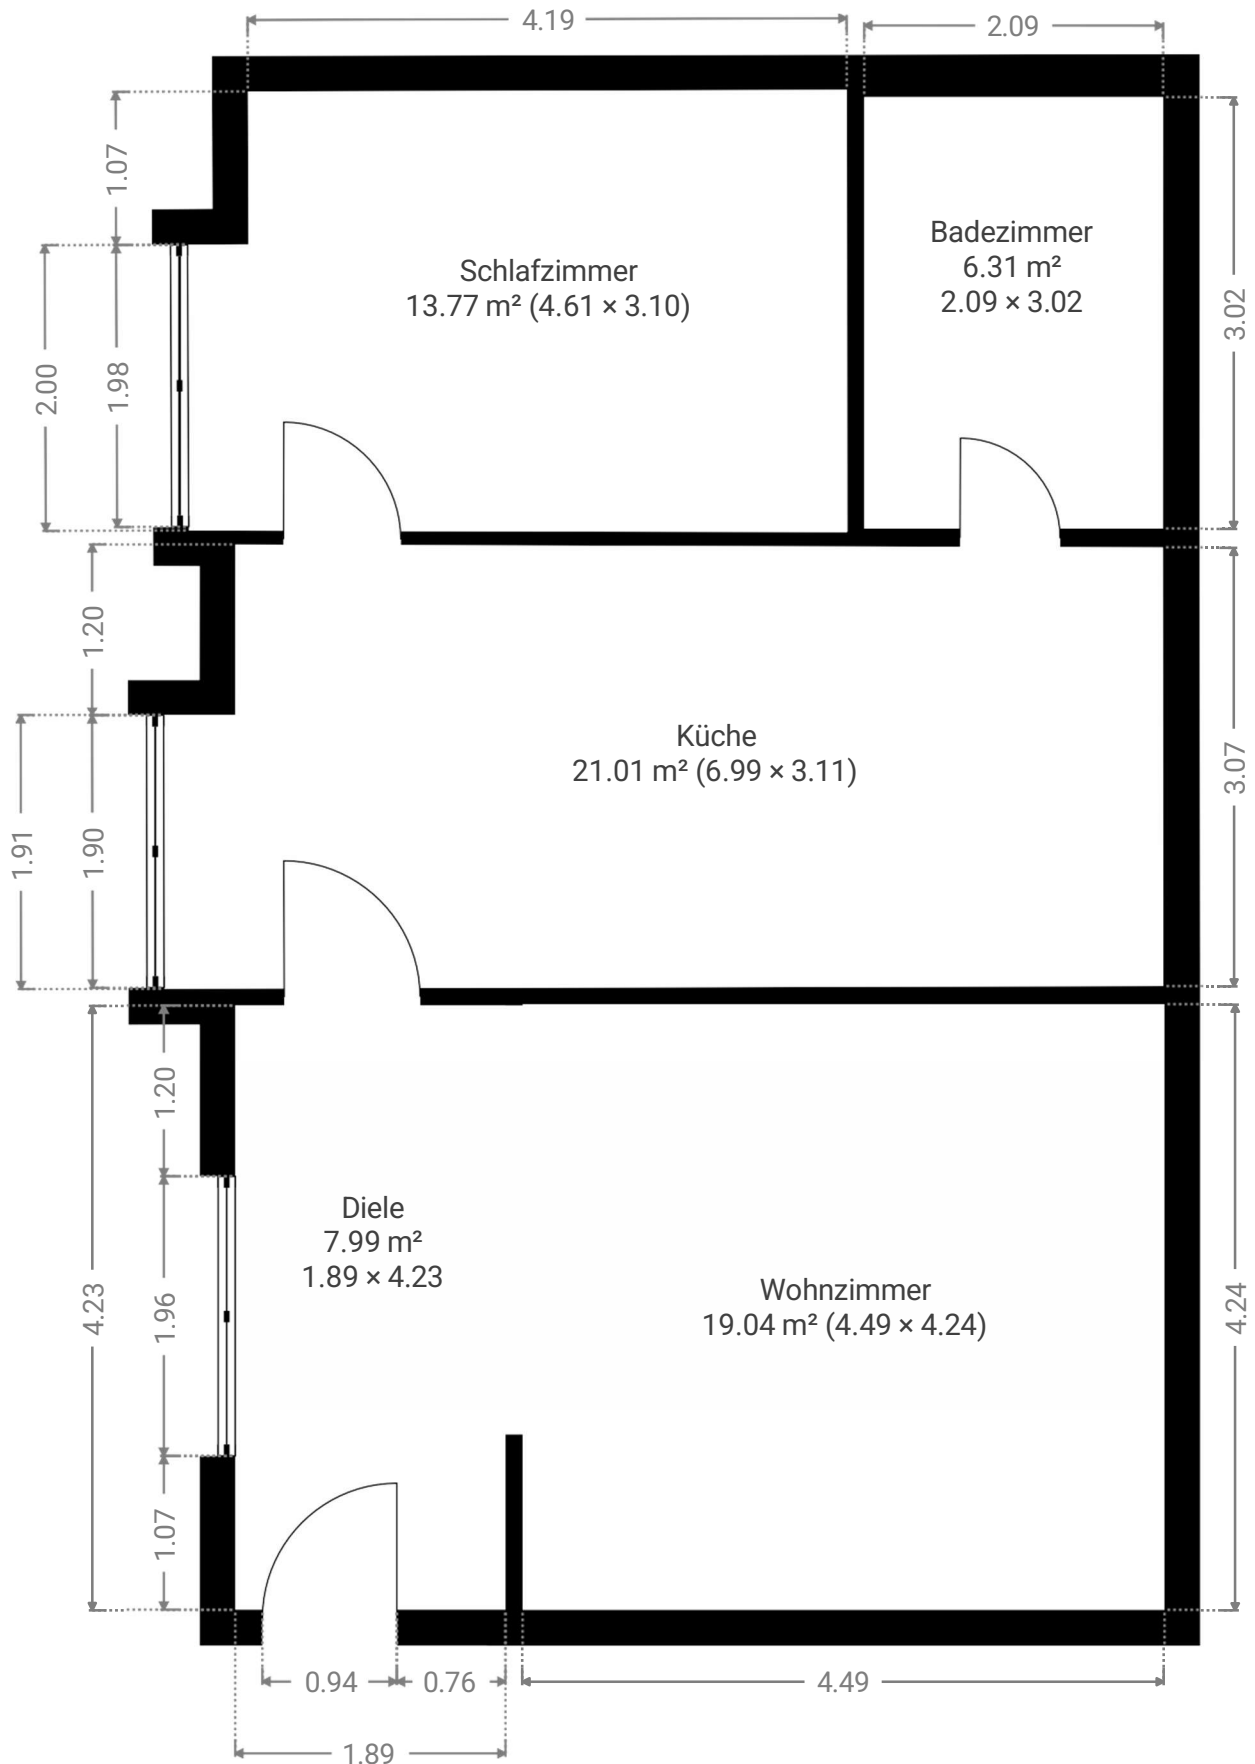 4.19
2.09
1.07
3.02
Badezimmer
6.31 m²
2.09 × 3.02
Schlafzimmer
13.77 m² (4.61 × 3.10)
2.00
1.98
1.20
Küche
21.01 m² (6.99 × 3.11)
3.07
1.91
1.90
1.20
Diele
7.99 m²
1.89 × 4.23
Wohnzimmer
19.04 m² (4.49 × 4.24)
4.23
1.96
4.24
1.07
0.94
0.76
4.49
1.89